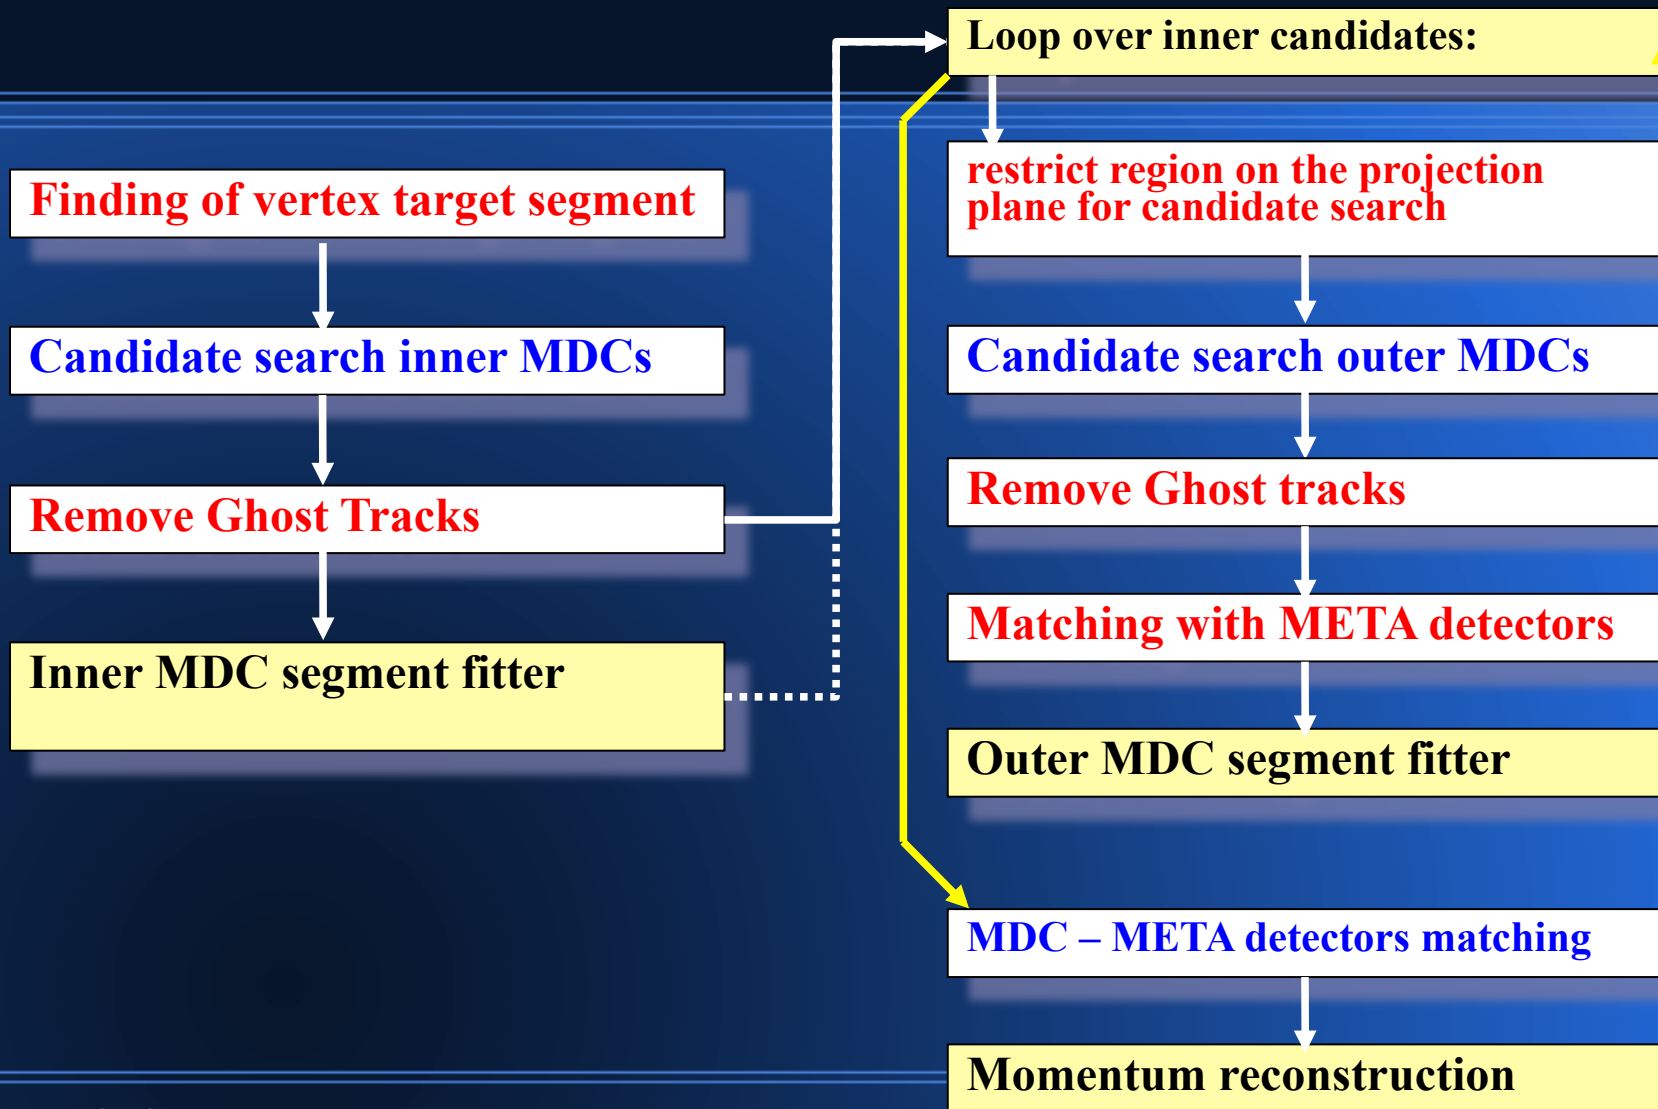 Finding of vertex target segment
Candidate search inner MDCs
Remove Ghost Tracks
Inner MDC segment fitter
Loop over inner candidates:
restrict region on the projection
plane for candidate search
Candidate search outer MDCs
Remove Ghost tracks
Matching with META detectors
Outer MDC segment fitter
MDC – META detectors matching
Momentum reconstruction